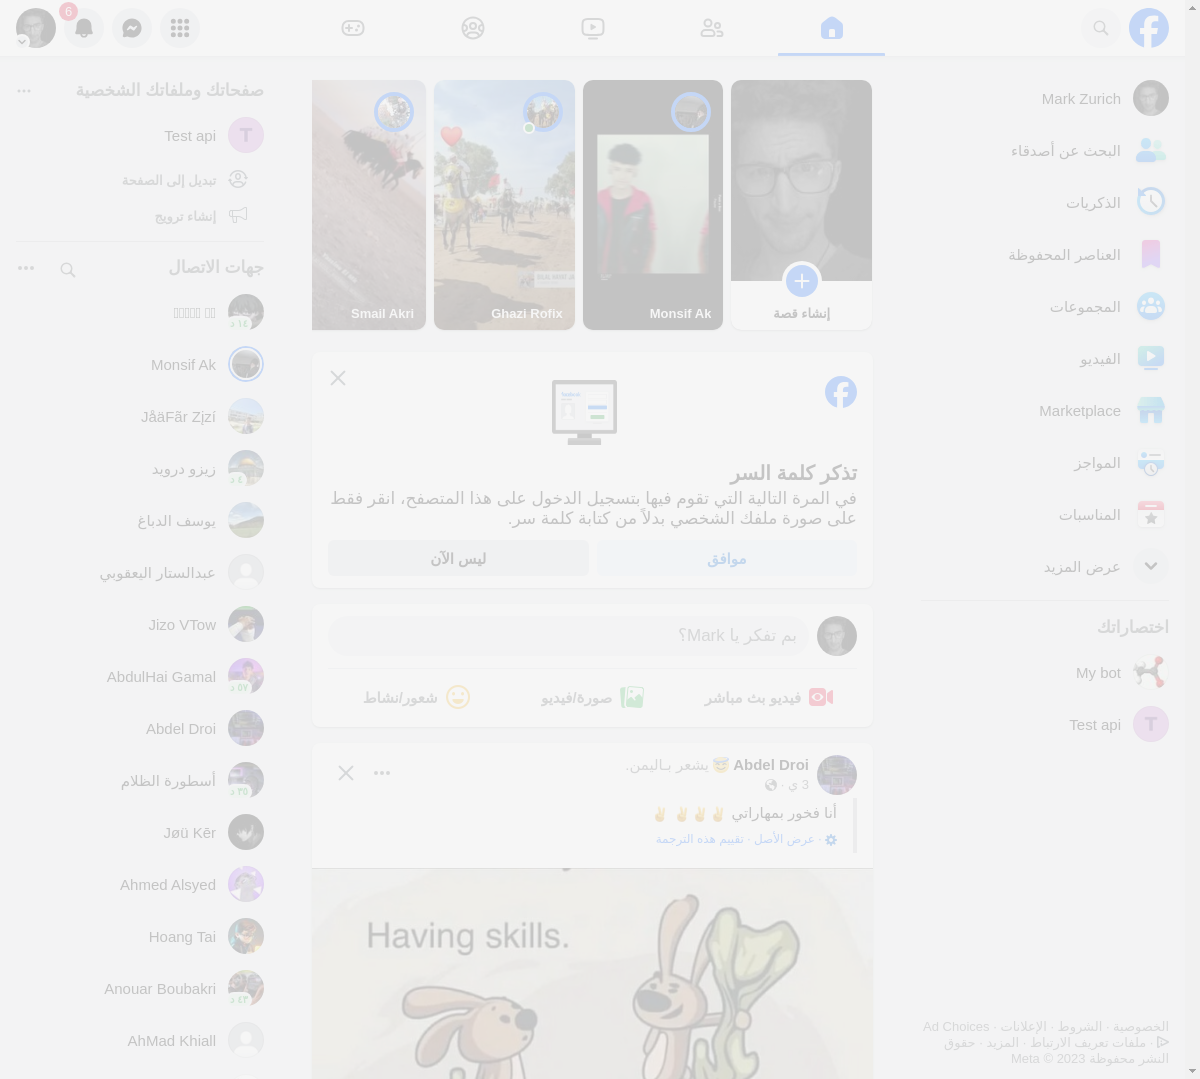 6
Mark Zurich
البحث عن أصدقاء
الذكريات
العناصر المحفوظة
المجموعات
الفيديو
Marketplace
المواجز
المناسبات
عرض المزيد
اختصاراتك
My bot
Test api
الخصوصية · الشروط · الإعلانات · Ad Choices
· ملفات تعريف الارتباط · المزيد · حقوق
النشر محفوظة Meta © 2023
إنشاء قصة
Monsif Ak
Ghazi Rofix
Smail Akri
تذكر كلمة السر
في المرة التالية التي تقوم فيها بتسجيل الدخول على هذا المتصفح، انقر فقط
على صورة ملفك الشخصي بدلاً من كتابة كلمة سر.
موافق
ليس الآن
بم تفكر يا Mark؟
فيديو بث مباشر
صورة/فيديو
شعور/نشاط
Abdel Droi 🤓 يشعر بـاليمن.
3 ي ·
أنا فخور بمهاراتي ✌✌✌ ✌
· عرض الأصل · تقييم هذه الترجمة
Having skills.
صفحاتك وملفاتك الشخصية
T Test api
تبديل إلى الصفحة
إنشاء ترويج
جهات الاتصال
١٤ د
Monsif Ak
JåäFãr Zįzí
زيزو درويد
٤ د
يوسف الدباغ
عبدالستار اليعقوبي
Jizo VTow
AbdulHai Gamal
٥٧ د
Abdel Droi
أسطورة الظلام
٣٥ د
Jøü Kēr
Ahmed Alsyed
Hoang Tai
Anouar Boubakri
٤٣ د
AhMad Khiall